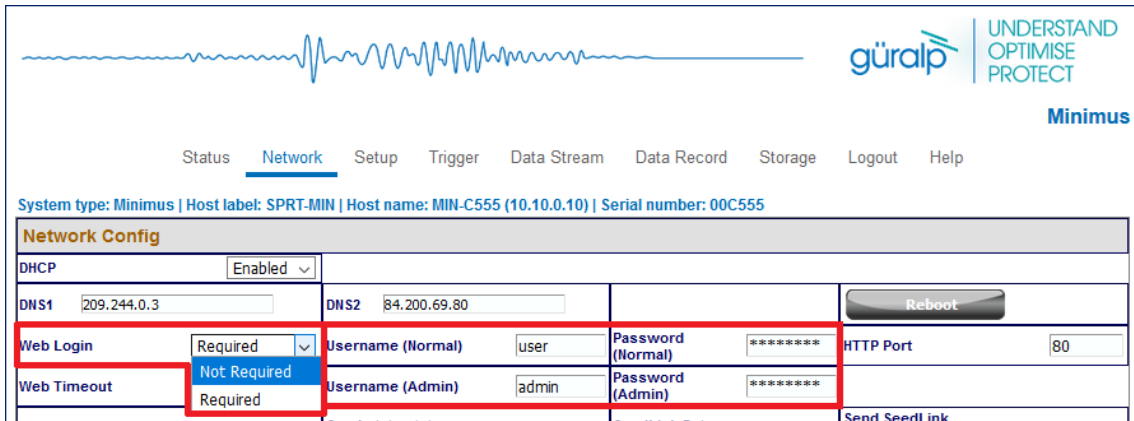 güralp
UNDERSTAND
OPTIMISE
PROTECT
Minimus
Status Network Setup Trigger Data Stream Data Record Storage Logout Help
System type: Minimus | Host label: SPRT-MIN | Host name: MIN-C555 (10.10.0.10) | Serial number: 00C555
Network Config
DHCP Enabled
DNS1 209.244.0.3 DNS2 84.200.69.80 Reboot
Web Login Required Username (Normal) user Password (Normal) ******** HTTP Port 80
Not Required
Web Timeout Required Username (Admin) admin Password (Admin) ********
Send SeedLink